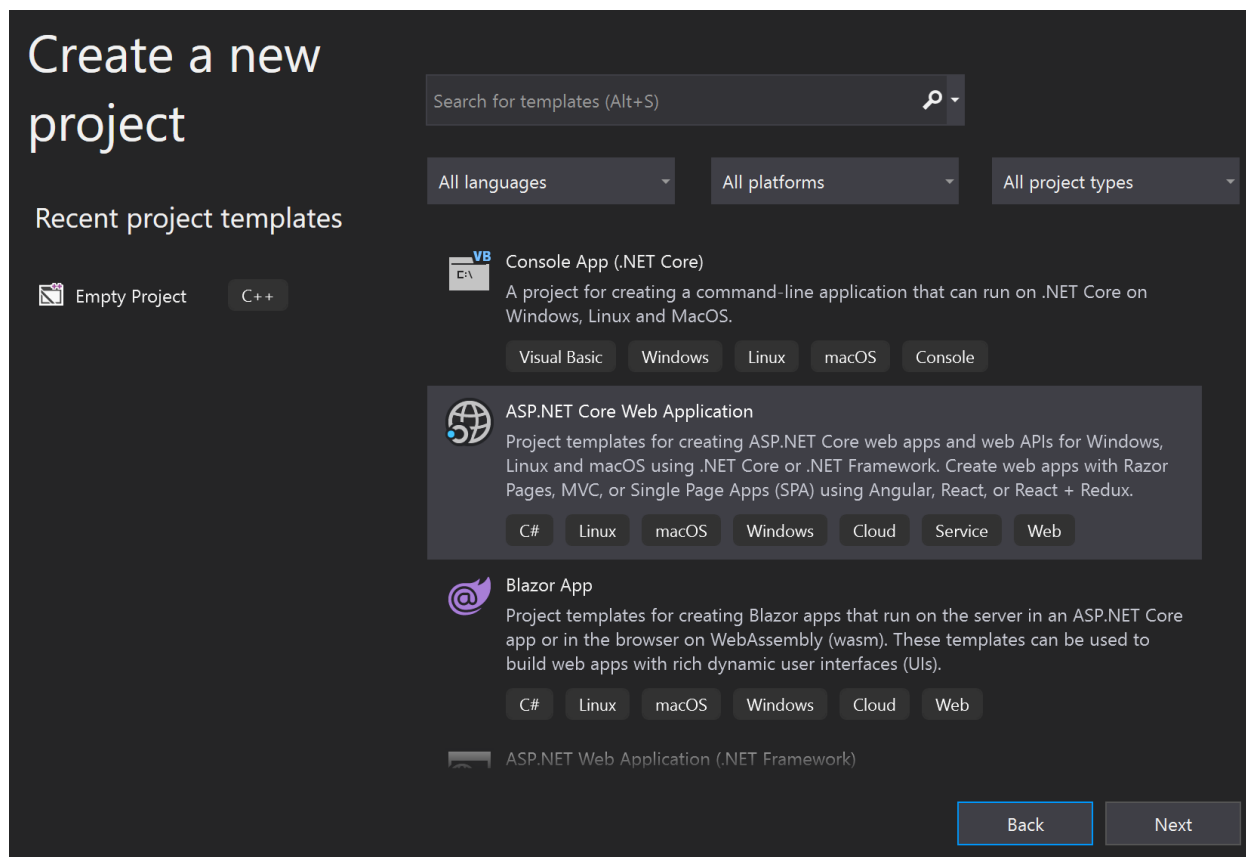 Create a new
project
Search for templates (Alt+S)
All languages
All platforms
All project types
Recent project templates
Empty Project
C++
VB
C:\
Console App (.NET Core)
A project for creating a command-line application that can run on .NET Core on
Windows, Linux and MacOS.
Visual Basic Windows Linux macOS Console
ASP.NET Core Web Application
Project templates for creating ASP.NET Core web apps and web APIs for Windows,
Linux and macOS using .NET Core or .NET Framework. Create web apps with Razor
Pages, MVC, or Single Page Apps (SPA) using Angular, React, or React + Redux.
C# Linux macOS Windows Cloud Service Web
Blazor App
Project templates for creating Blazor apps that run on the server in an ASP.NET Core
app or in the browser on WebAssembly (wasm). These templates can be used to
build web apps with rich dynamic user interfaces (UIs).
C# Linux macOS Windows Cloud Web
ASP.NET Web Application (.NET Framework)
Back
Next